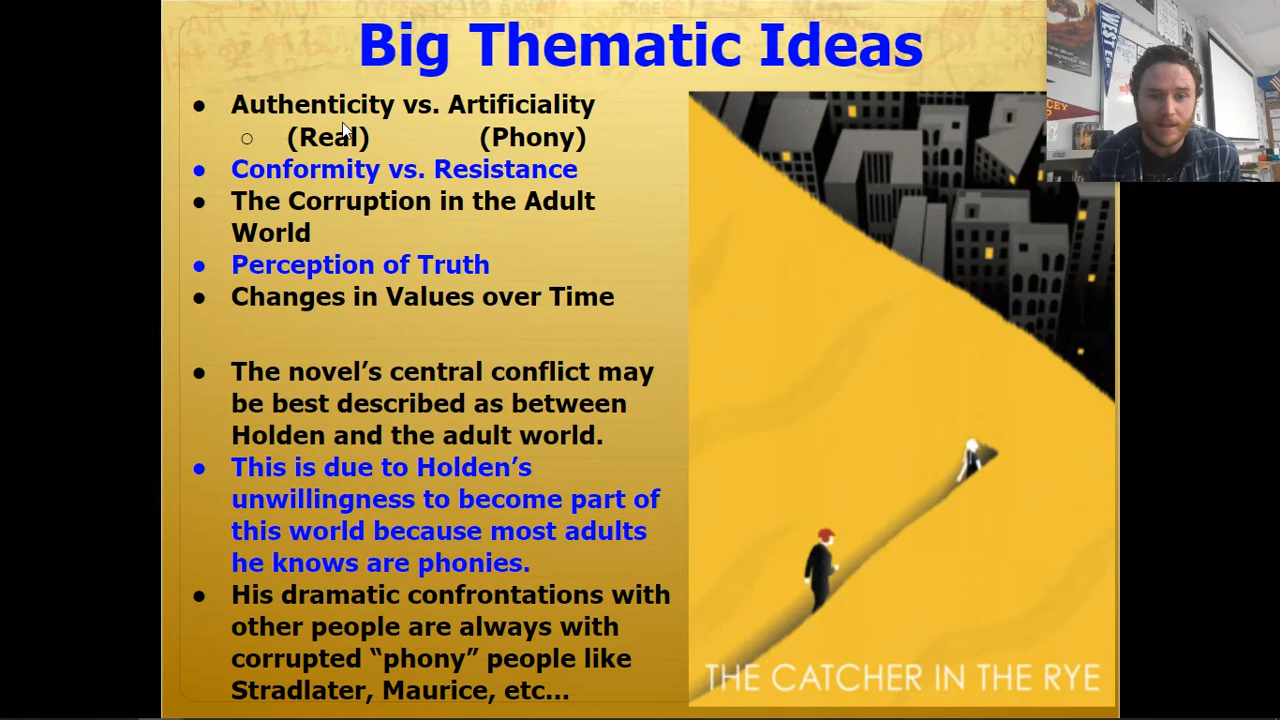 Big Thematic Ideas
● Authenticity vs. Artificiality
○ (Real) (Phony)
● Conformity vs. Resistance
● The Corruption in the Adult
World
● Perception of Truth
● Changes in Values over Time
● The novel’s central conflict may
be best described as between
Holden and the adult world.
● This is due to Holden’s
unwillingness to become part of
this world because most adults
he knows are phonies.
● His dramatic confrontations with
other people are always with
corrupted “phony” people like
Stradlater, Maurice, etc…
THE CATCHER IN THE RYE
WEST